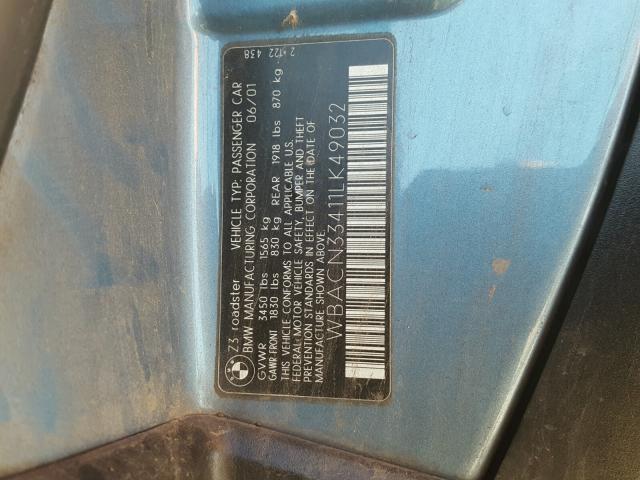 Z3 roadster VEHICLE TYP: PASSENGER CAR
BMW-MANUFACTURING CORPORATION 06/01
GVWR 3450 lbs 1565 kg
GAWR-FRONT 1830 lbs 830 kg REAR 1918 lbs 870 kg
THIS VEHICLE CONFORMS TO ALL APPLICABLE U.S.
FEDERAL MOTOR VEHICLE SAFETY, BUMPER AND THEFT
PREVENTION STANDARDS IN EFFECT ON THE DATE OF
MANUFACTURE SHOWN ABOVE.
WBACN33411LK49032
438